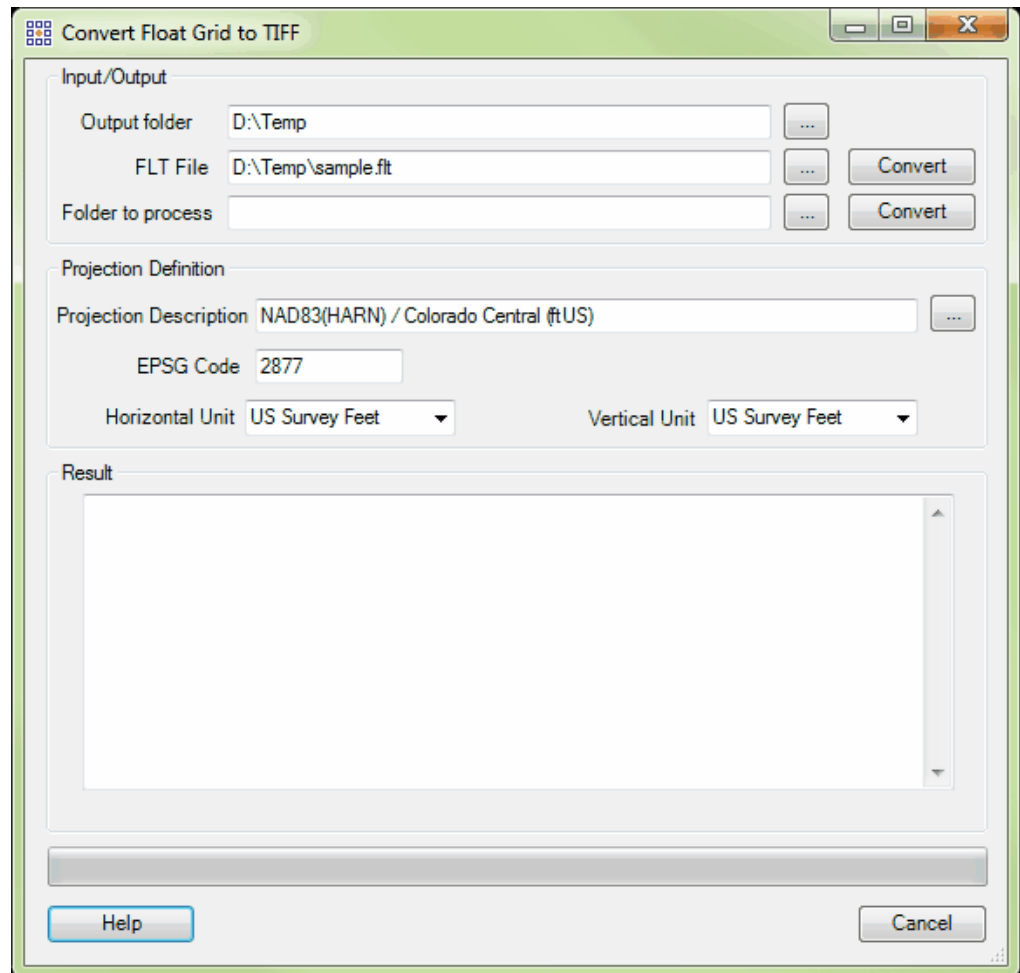 Convert Float Grid to TIFF
Input/Output
Output folder D:\Temp ...
FLT File D:\Temp\sample.flt ... Convert
Folder to process ... Convert
Projection Definition
Projection Description NAD83(HARN) / Colorado Central (ftUS) ...
EPSG Code 2877
Horizontal Unit US Survey Feet Vertical Unit US Survey Feet
Result
Help Cancel